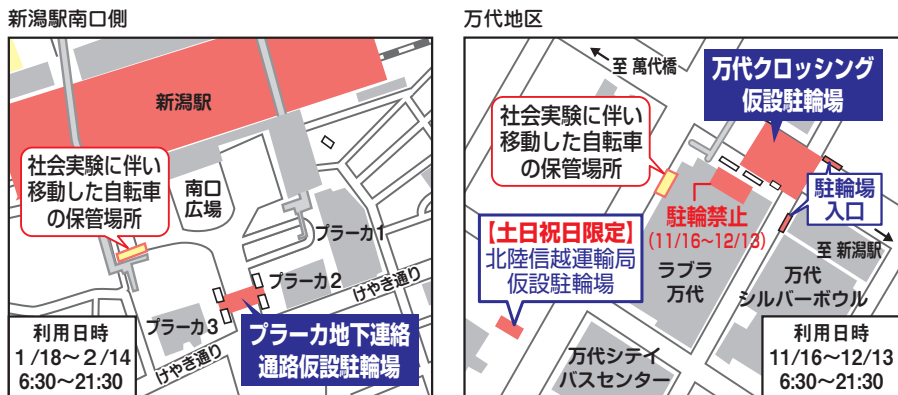 新潟駅南口側
新潟駅
社会実験に伴い
移動した自転車
の保管場所
南口
広場
プラーカ1
プラーカ2
けやき通り
プラーカ3
けやき通り
プラーカ地下連絡
通路仮設駐輪場
利用日時
1/18～2/14
6:30～21:30
万代地区
至 萬代橋
万代クロッシング
仮設駐輪場
社会実験に伴い
移動した自転車
の保管場所
駐輪場
入口
駐輪禁止
(11/16～12/13)
【土日祝日限定】
北陸信越運輸局
仮設駐輪場
至 新潟駅
ラブラ
万代
万代
シルバーボウル
万代シテイ
バスセンター
利用日時
11/16～12/13
6:30～21:30